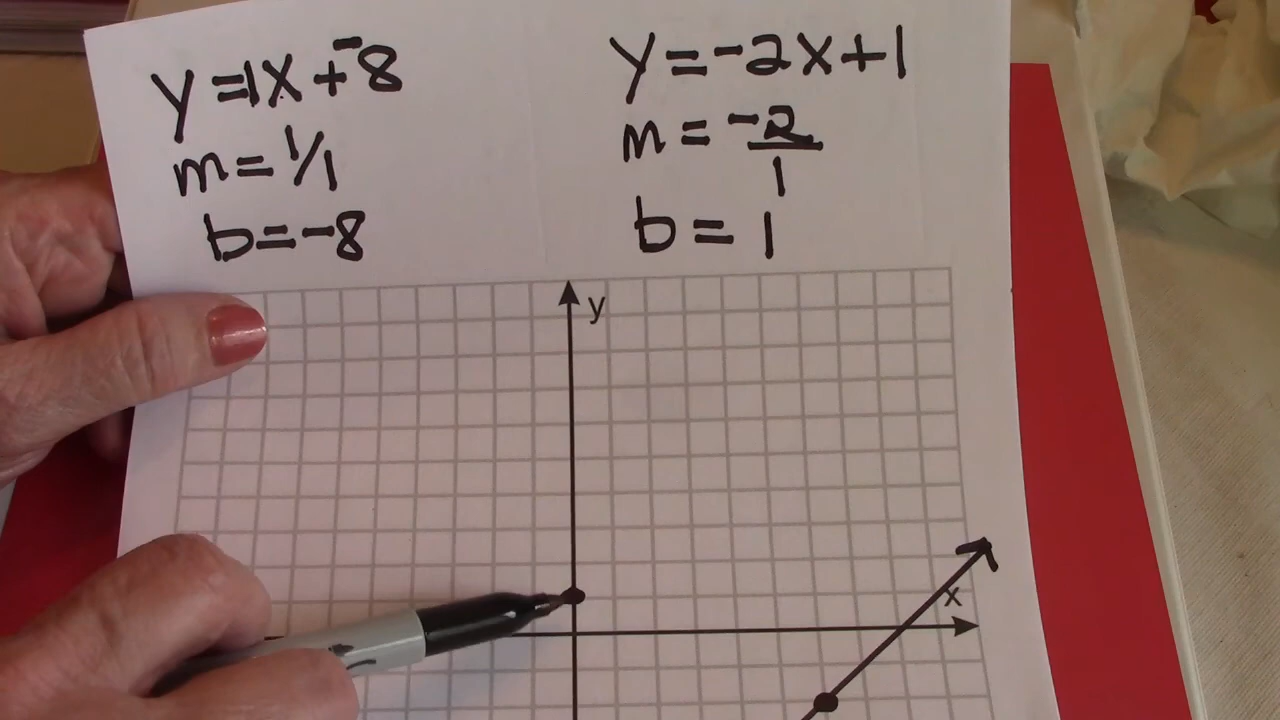 y=1x+⁻8
m=1/1
b=-8
y=-2x+1
m=-2/1
b=1
y
x